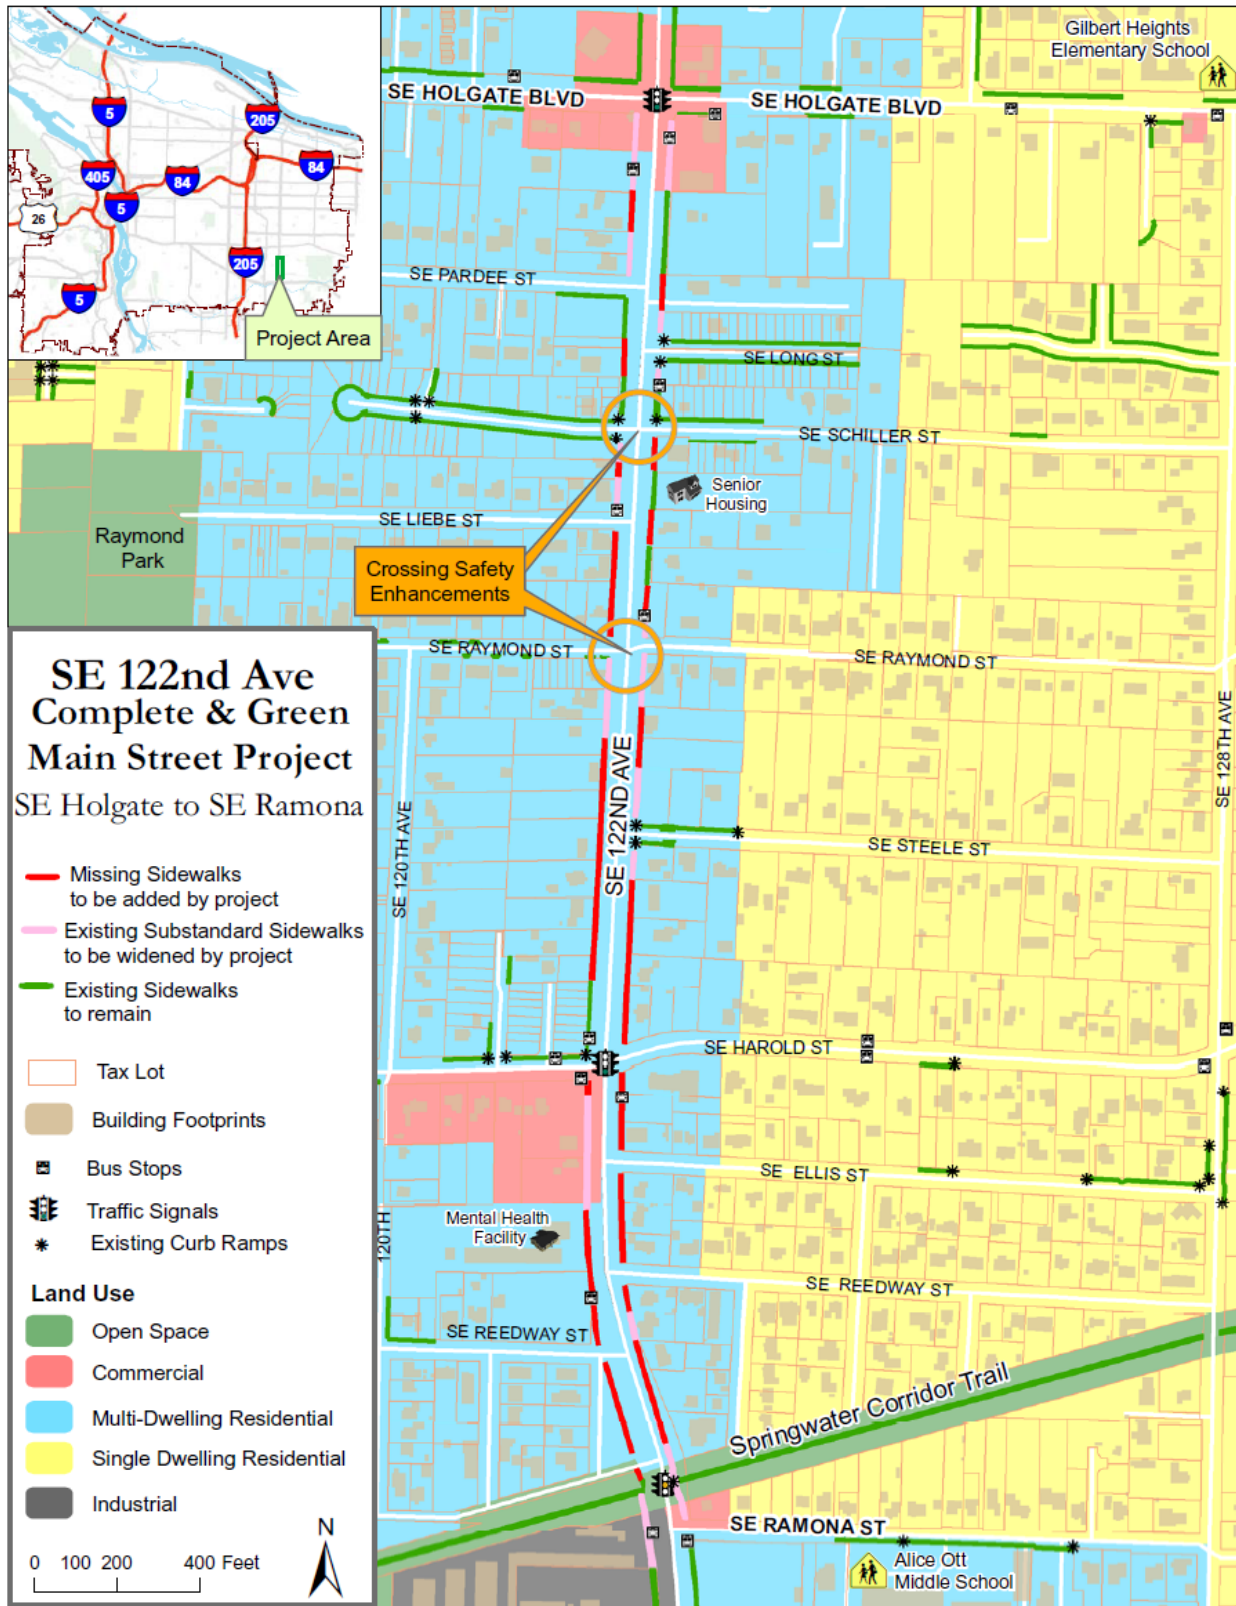 5
205
405
84
84
5
26
205
5
Project Area
Gilbert Heights
Elementary School
SE HOLGATE BLVD
SE HOLGATE BLVD
SE PARDEE ST
SE LONG ST
SE SCHILLER ST
Senior
Housing
SE LIEBE ST
Raymond
Park
Crossing Safety
Enhancements
SE RAYMOND ST
SE RAYMOND ST
SE 128TH AVE
SE 122ND AVE
SE 120TH AVE
SE STEELE ST
SE HAROLD ST
SE ELLIS ST
Mental Health
Facility
120TH
SE REEDWAY ST
SE REEDWAY ST
Springwater Corridor Trail
SE RAMONA ST
Alice Ott
Middle School
SE 122nd Ave
Complete & Green
Main Street Project
SE Holgate to SE Ramona
Missing Sidewalks
to be added by project
Existing Substandard Sidewalks
to be widened by project
Existing Sidewalks
to remain
Tax Lot
Building Footprints
Bus Stops
Traffic Signals
Existing Curb Ramps
Land Use
Open Space
Commercial
Multi-Dwelling Residential
Single Dwelling Residential
Industrial
N
0 100 200 400 Feet